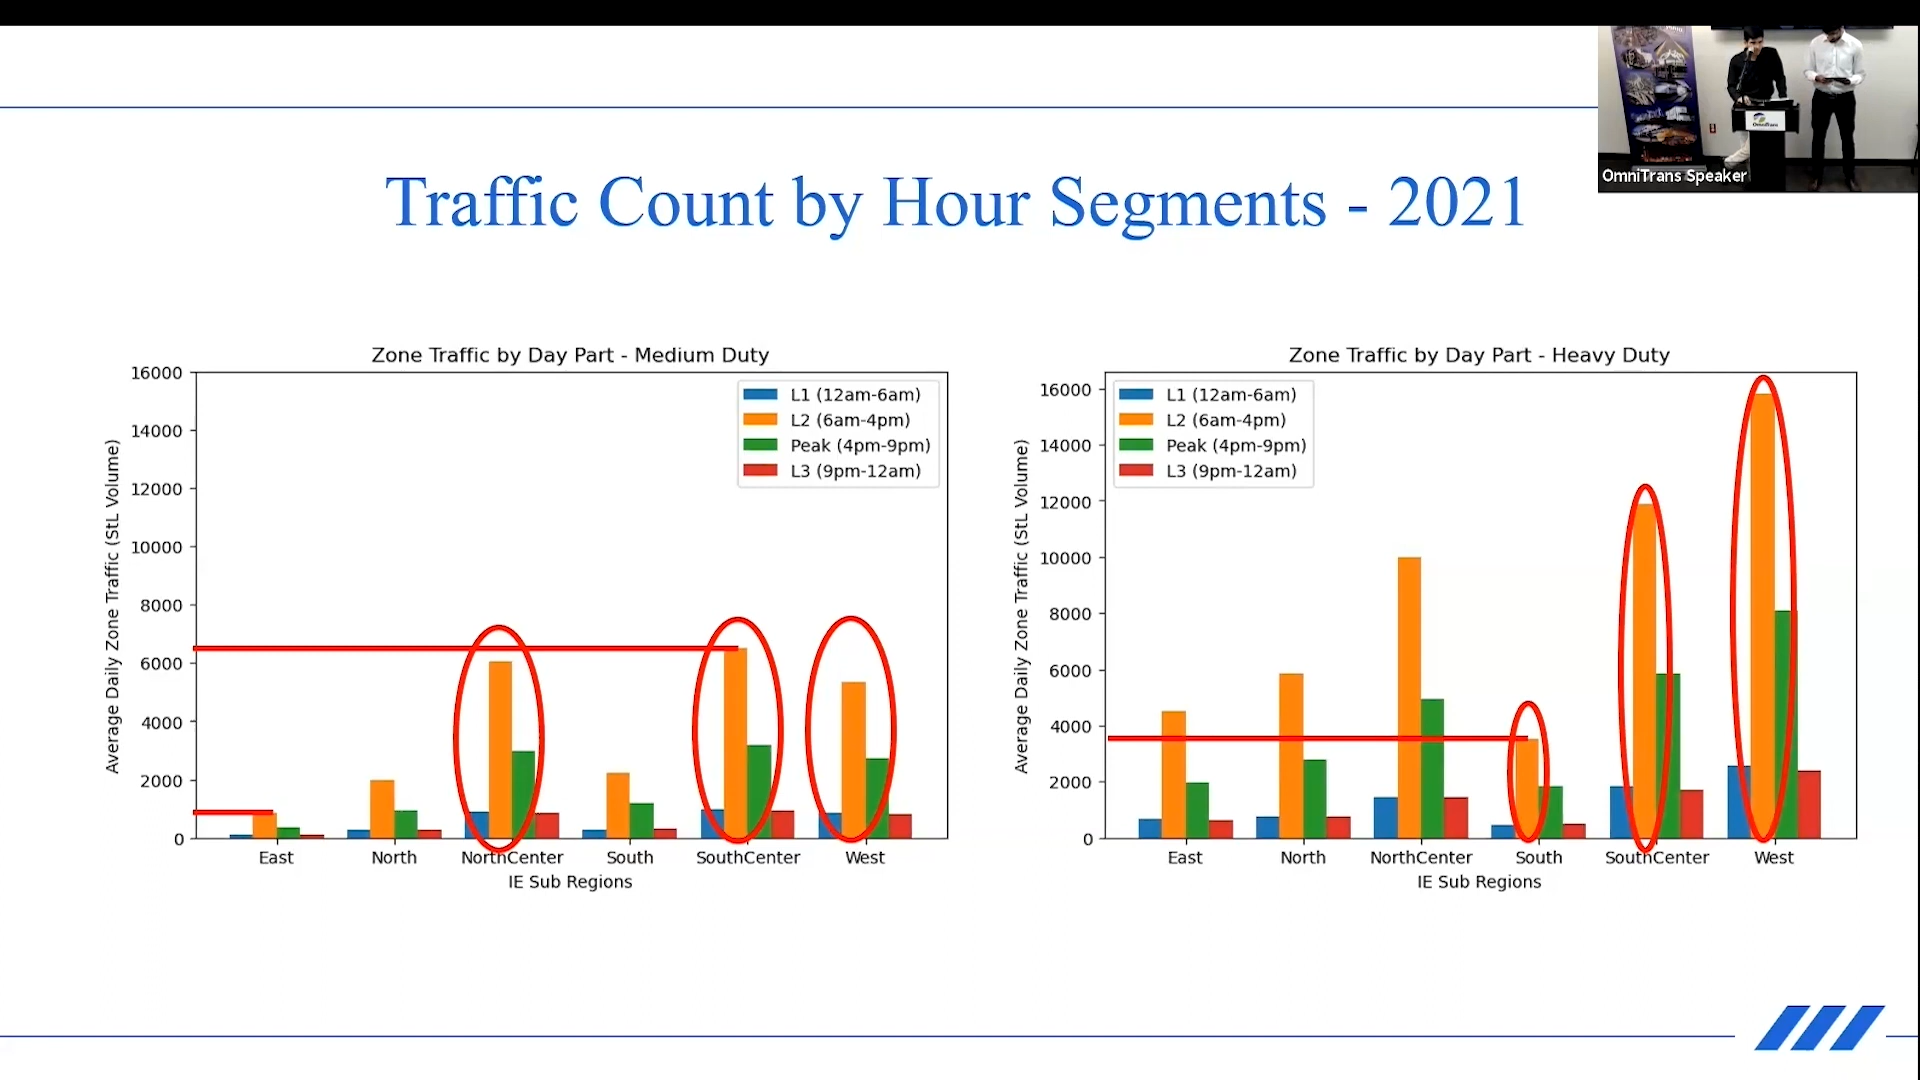 OmniTrans
OmniTrans Speaker
Traffic Count by Hour Segments - 2021
Zone Traffic by Day Part - Medium Duty
Average Daily Zone Traffic (StL Volume)
16000
14000
12000
10000
8000
6000
4000
2000
0
L1 (12am-6am)
L2 (6am-4pm)
Peak (4pm-9pm)
L3 (9pm-12am)
East North NorthCenter South SouthCenter West
IE Sub Regions
Zone Traffic by Day Part - Heavy Duty
Average Daily Zone Traffic (StL Volume)
16000
14000
12000
10000
8000
6000
4000
2000
0
L1 (12am-6am)
L2 (6am-4pm)
Peak (4pm-9pm)
L3 (9pm-12am)
East North NorthCenter South SouthCenter West
IE Sub Regions